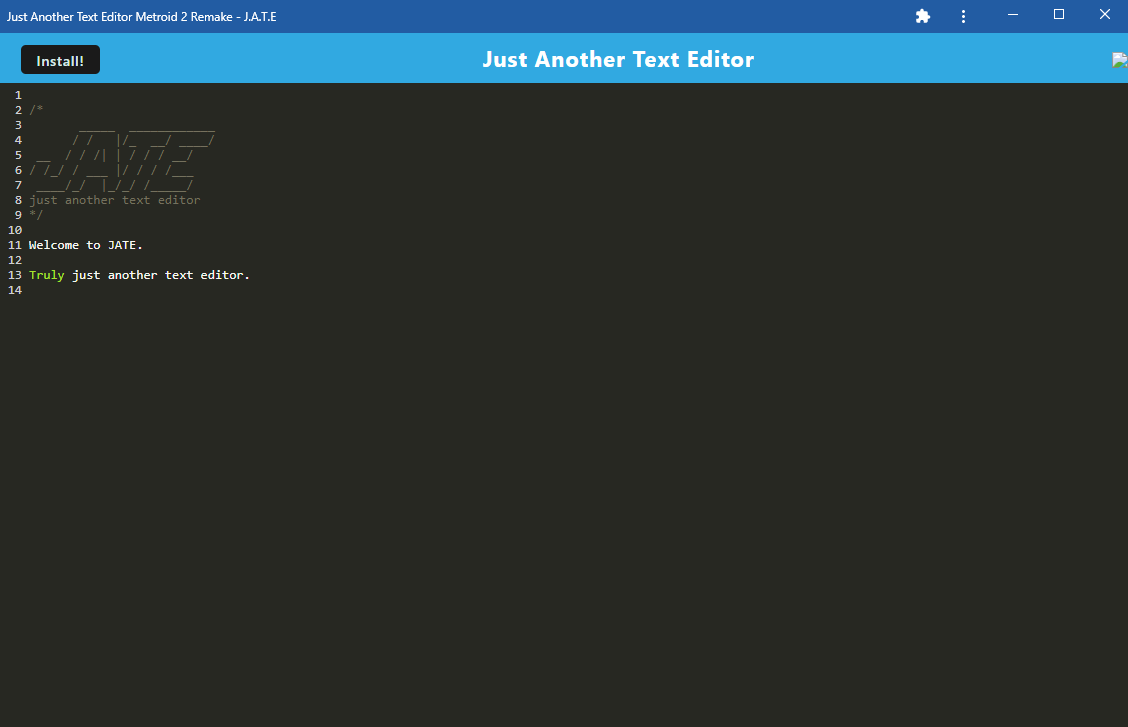 Just Another Text Editor Metroid 2 Remake - J.A.T.E
Install!
Just Another Text Editor
1
2 /*
3        _____  ____________
4       / /   |/_  __/ ____/
5  __  / / /| | / / / __/
6 / /_/ / ___ |/ / / /___
7  ____/_/  |_/_/ /_____/
8 just another text editor
9 */
10
11 Welcome to JATE.
12
13 Truly just another text editor.
14